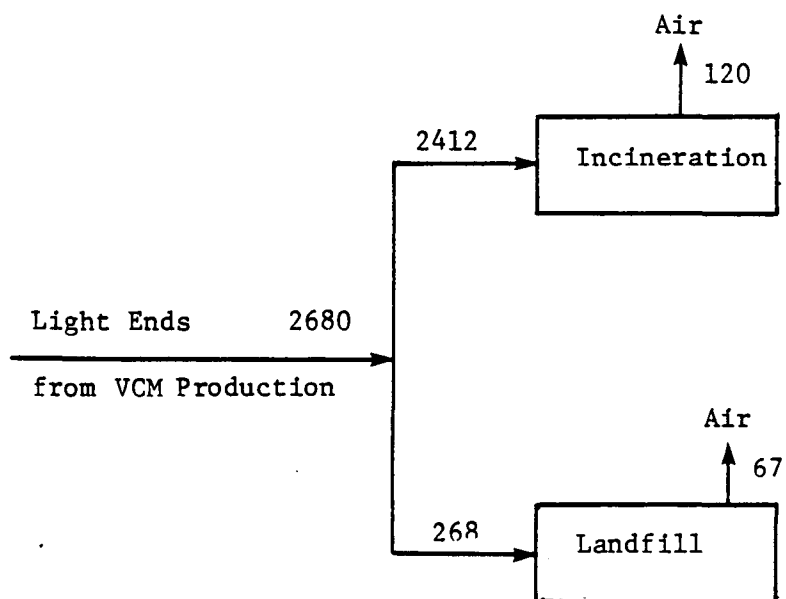 Air
120
2412
Incineration
Light Ends 2680
from VCM Production
Air
67
268
Landfill